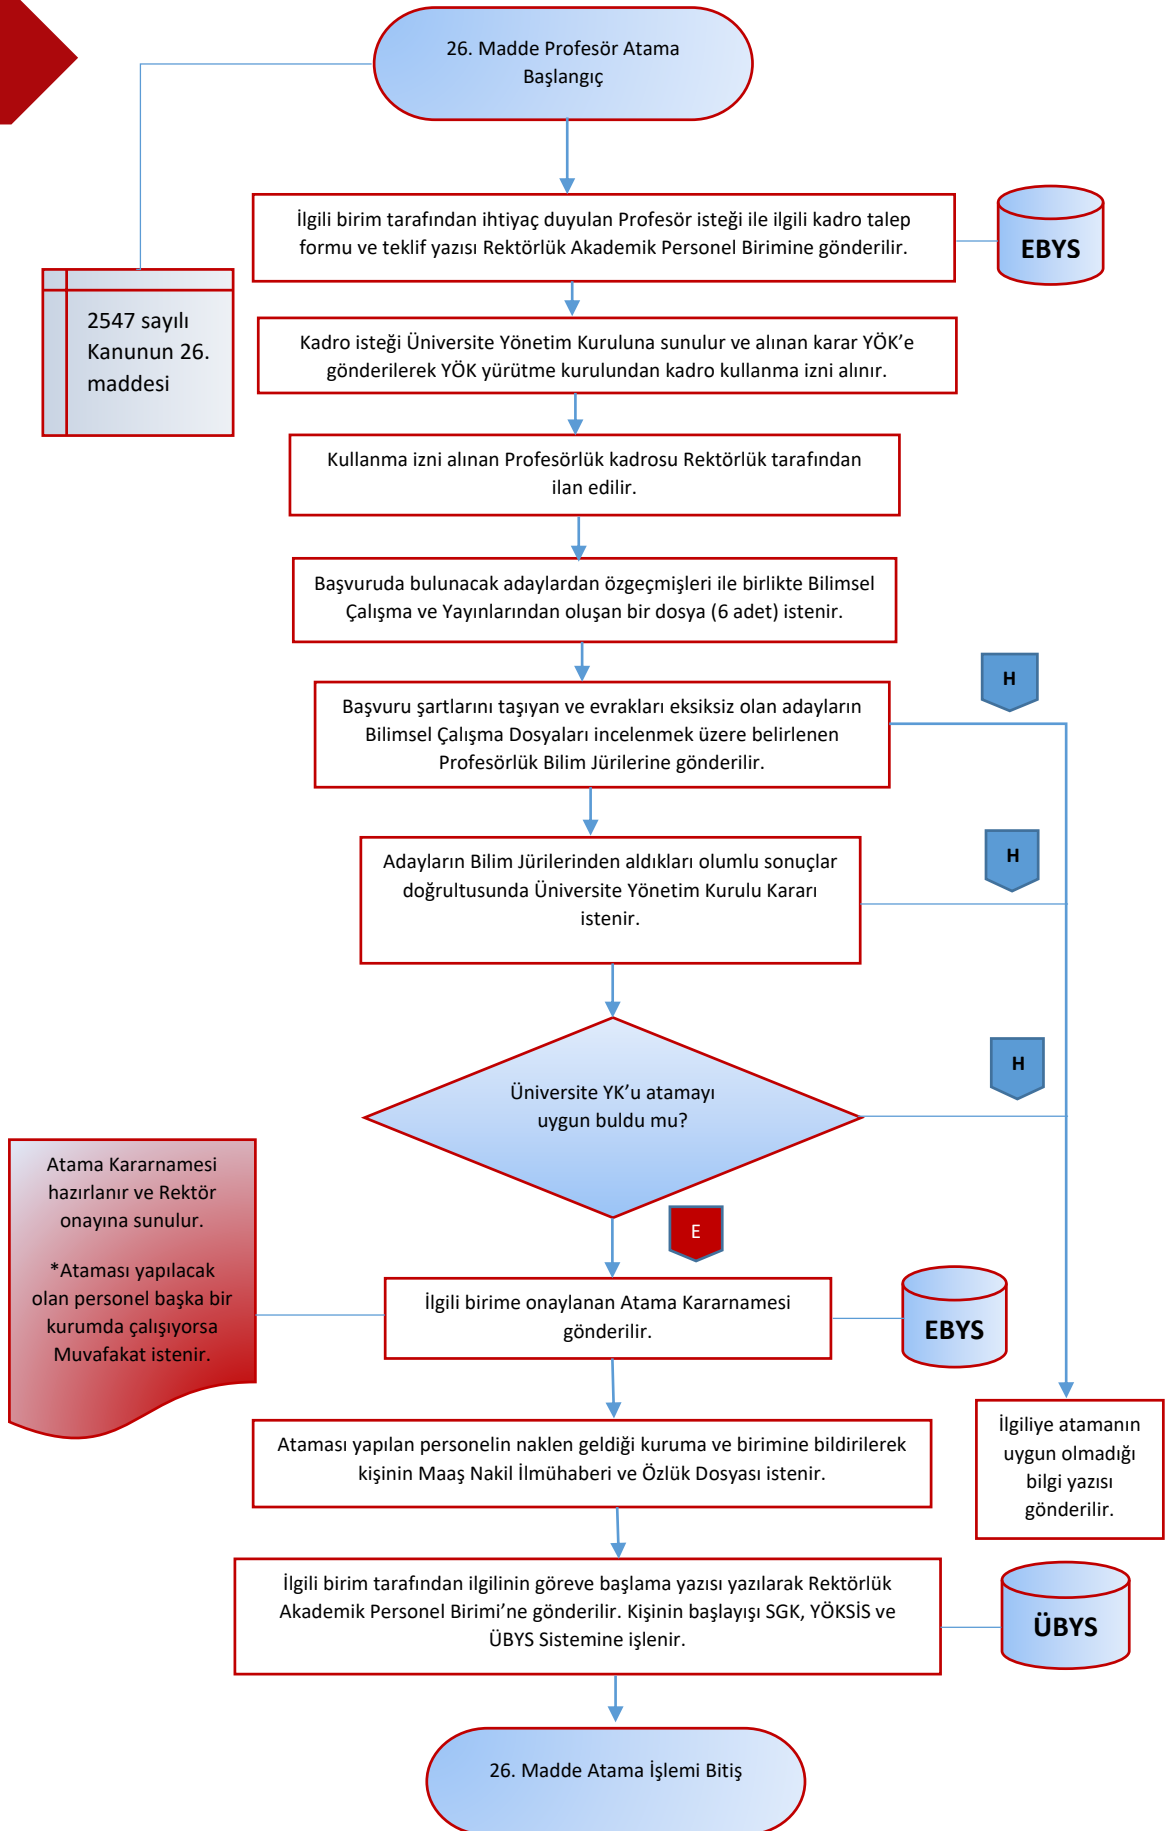 26. Madde Profesör Atama
Başlangıç
İlgili birim tarafından ihtiyaç duyulan Profesör isteği ile ilgili kadro talep
formu ve teklif yazısı Rektörlük Akademik Personel Birimine gönderilir.
EBYS
2547 sayılı
Kanunun 26.
maddesi
Kadro isteği Üniversite Yönetim Kuruluna sunulur ve alınan karar YÖK’e
gönderilerek YÖK yürütme kurulundan kadro kullanma izni alınır.
Kullanma izni alınan Profesörlük kadrosu Rektörlük tarafından
ilan edilir.
Başvuruda bulunacak adaylardan özgeçmişleri ile birlikte Bilimsel
Çalışma ve Yayınlarından oluşan bir dosya (6 adet) istenir.
H
Başvuru şartlarını taşıyan ve evrakları eksiksiz olan adayların
Bilimsel Çalışma Dosyaları incelenmek üzere belirlenen
Profesörlük Bilim Jürilerine gönderilir.
H
Adayların Bilim Jürilerinden aldıkları olumlu sonuçlar
doğrultusunda Üniversite Yönetim Kurulu Kararı
istenir.
H
Üniversite YK’u atamayı
uygun buldu mu?
E
Atama Kararnamesi
hazırlanır ve Rektör
onayına sunulur.
*Ataması yapılacak
olan personel başka bir
kurumda çalışıyorsa
Muvafakat istenir.
İlgili birime onaylanan Atama Kararnamesi
gönderilir.
EBYS
Ataması yapılan personelin naklen geldiği kuruma ve birimine bildirilerek
kişinin Maaş Nakil İlmühaberi ve Özlük Dosyası istenir.
İlgiliye atamanın
uygun olmadığı
bilgi yazısı
gönderilir.
İlgili birim tarafından ilgilinin göreve başlama yazısı yazılarak Rektörlük
Akademik Personel Birimi’ne gönderilir. Kişinin başlayışı SGK, YÖKSİS ve
ÜBYS Sistemine işlenir.
ÜBYS
26. Madde Atama İşlemi Bitiş